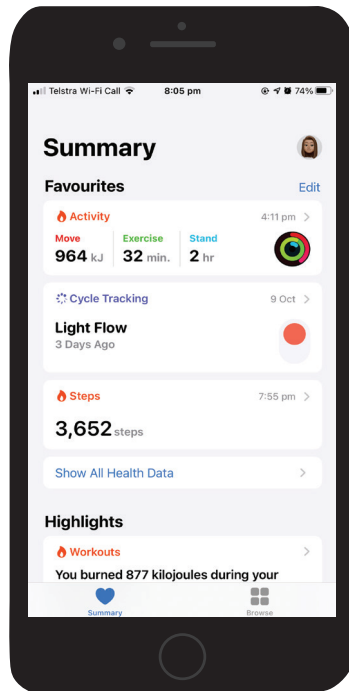 Telstra Wi-Fi Call 8:05 pm 74%
Summary
Favourites Edit
Activity 4:11 pm
Move Exercise Stand
964 kJ 32 min. 2 hr
Cycle Tracking 9 Oct
Light Flow
3 Days Ago
Steps 7:55 pm
3,652 steps
Show All Health Data
Highlights
Workouts
You burned 877 kilojoules during your
Summary Browse